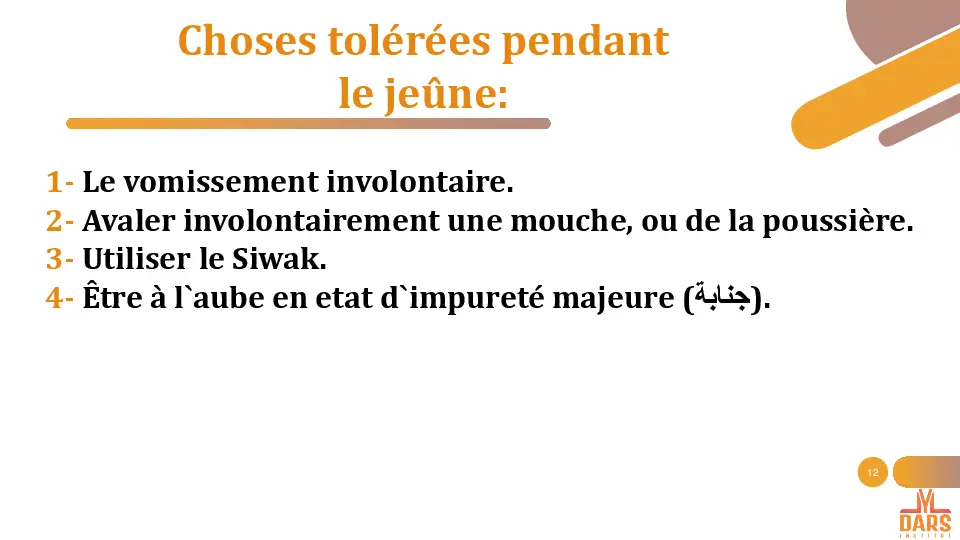 Choses tolérées pendant
le jeûne:
1- Le vomissement involontaire.
2- Avaler involontairement une mouche, ou de la poussière.
3- Utiliser le Siwak.
4- Être à l`aube en etat d`impureté majeure (جنابة).
12
DARS
INSTITUT